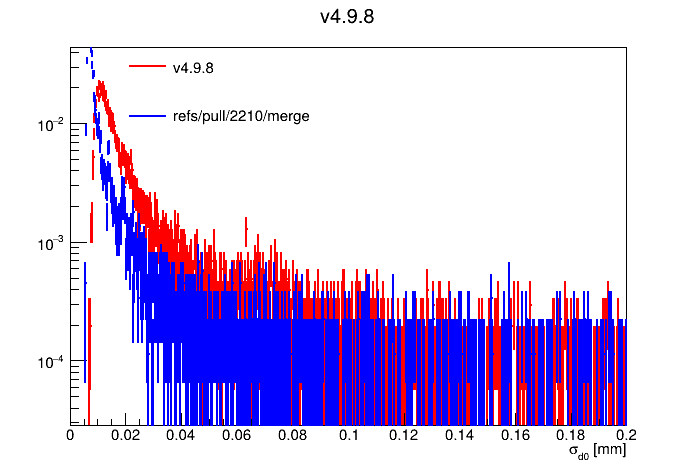 v4.9.8
v4.9.8
refs/pull/2210/merge
10⁻²
10⁻³
10⁻⁴
0 0.02 0.04 0.06 0.08 0.1 0.12 0.14 0.16 0.18 0.2
σ_d0 [mm]